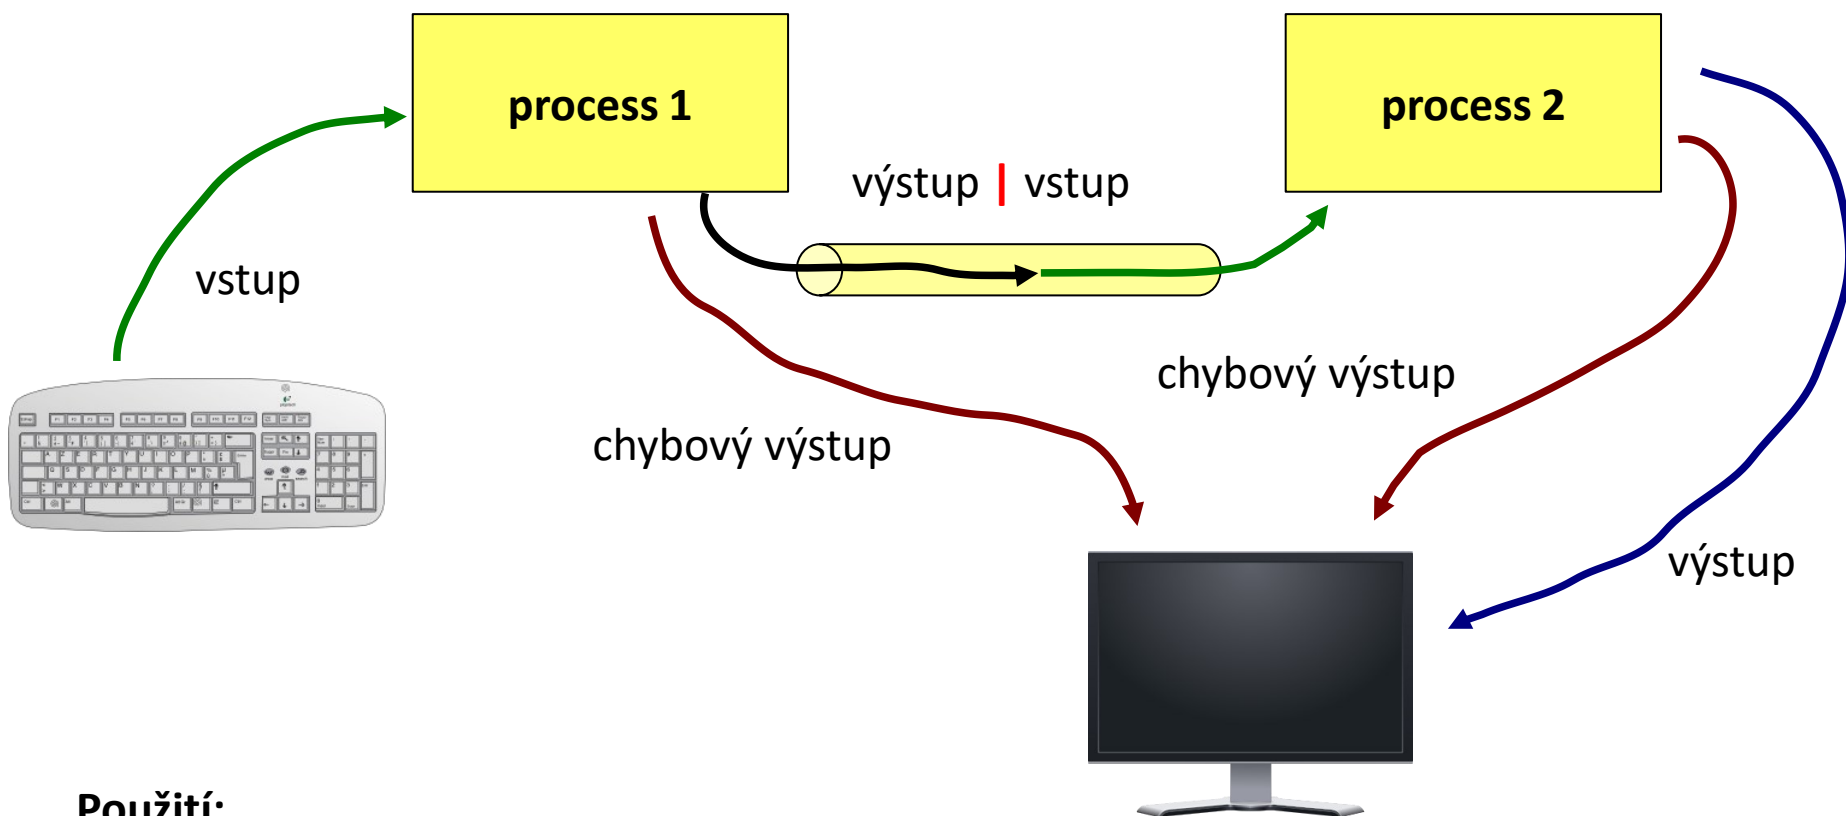 process 1
process 2
výstup | vstup
vstup
chybový výstup
chybový výstup
výstup
Použití: